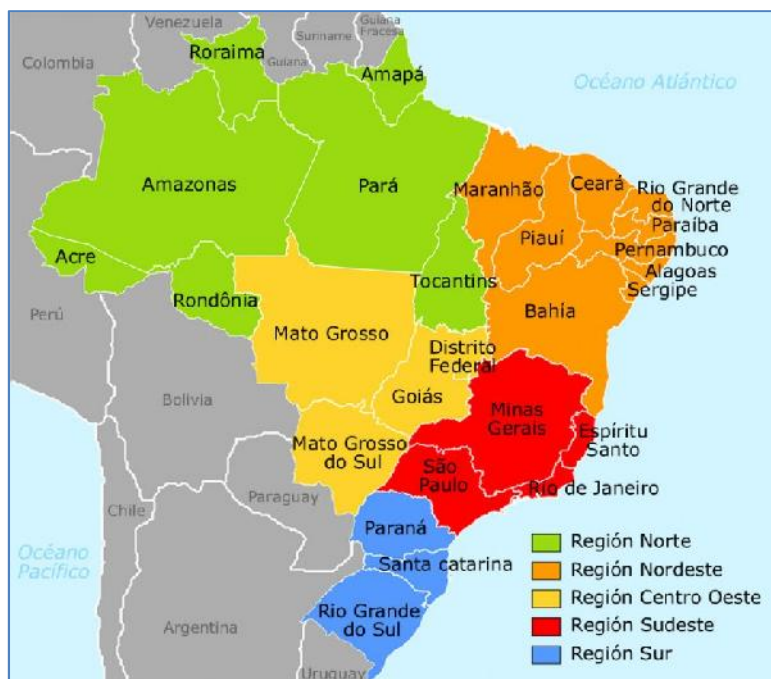 Venezuela
Suriname
Guiana
Fracesa
Guiana
Colombia
Roraima
Amapá
Océano Atlántico
Amazonas
Pará
Maranhão
Ceará
Rio Grande
do Norte
Paraíba
Piauí
Pernambuco
Alagoas
Sergipe
Acre
Rondônia
Tocantins
Bahía
Perú
Mato Grosso
Distrito
Federal
Goiás
Bolivia
Minas
Gerais
Espíritu
Santo
Mato Grosso
do Sul
São
Paulo
Río de Janeiro
Paraguay
Chile
Paraná
Santa catarina
Océano
Pacífico
Rio Grande
do Sul
Argentina
Uruguay
Región Norte
Región Nordeste
Región Centro Oeste
Región Sudeste
Región Sur